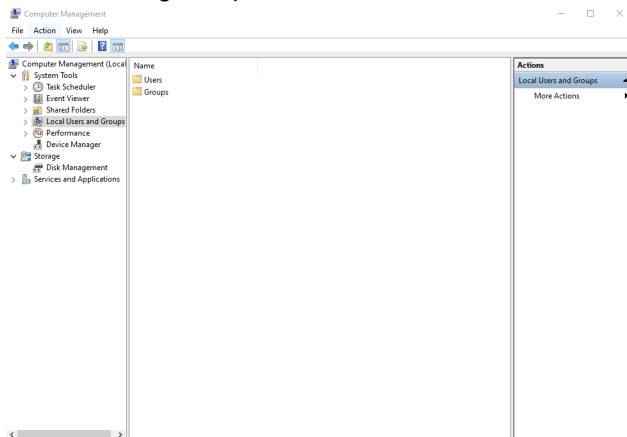 Computer Management
File Action View Help
Computer Management (Local
System Tools
Task Scheduler
Event Viewer
Shared Folders
Local Users and Groups
Performance
Device Manager
Storage
Disk Management
Services and Applications
Name
Users
Groups
Actions
Local Users and Groups
More Actions